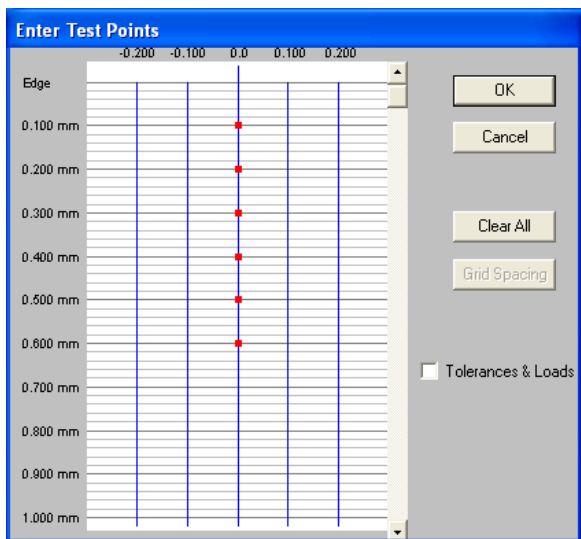 Enter Test Points
-0.200 -0.100 0.0 0.100 0.200
Edge
0.100 mm
0.200 mm
0.300 mm
0.400 mm
0.500 mm
0.600 mm
0.700 mm
0.800 mm
0.900 mm
1.000 mm
OK
Cancel
Clear All
Grid Spacing
Tolerances & Loads